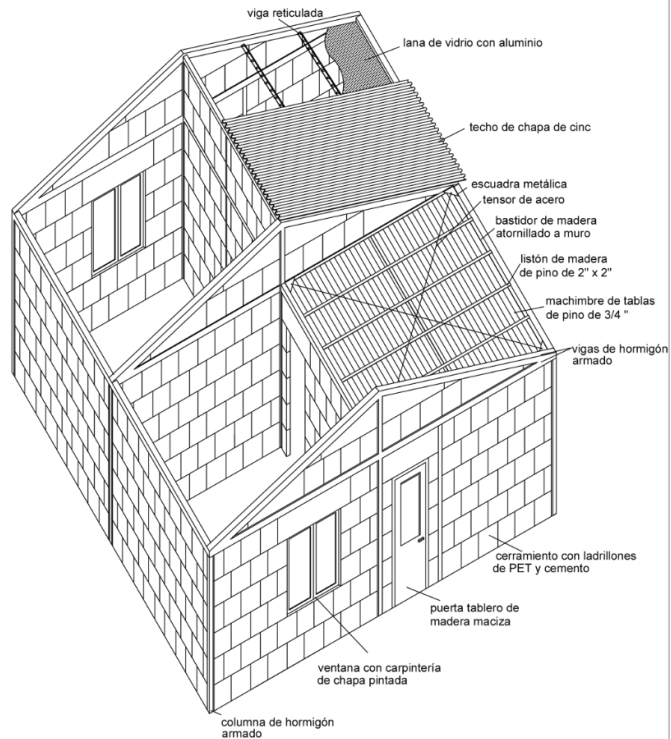 viga reticulada
lana de vidrio con aluminio
techo de chapa de cinc
escuadra metálica
tensor de acero
bastidor de madera
atornillado a muro
listón de madera
de pino de 2" x 2"
machimbre de tablas
de pino de 3/4 "
vigas de hormigón
armado
cerramiento con ladrillones
de PET y cemento
puerta tablero de
madera maciza
ventana con carpintería
de chapa pintada
columna de hormigón
armado